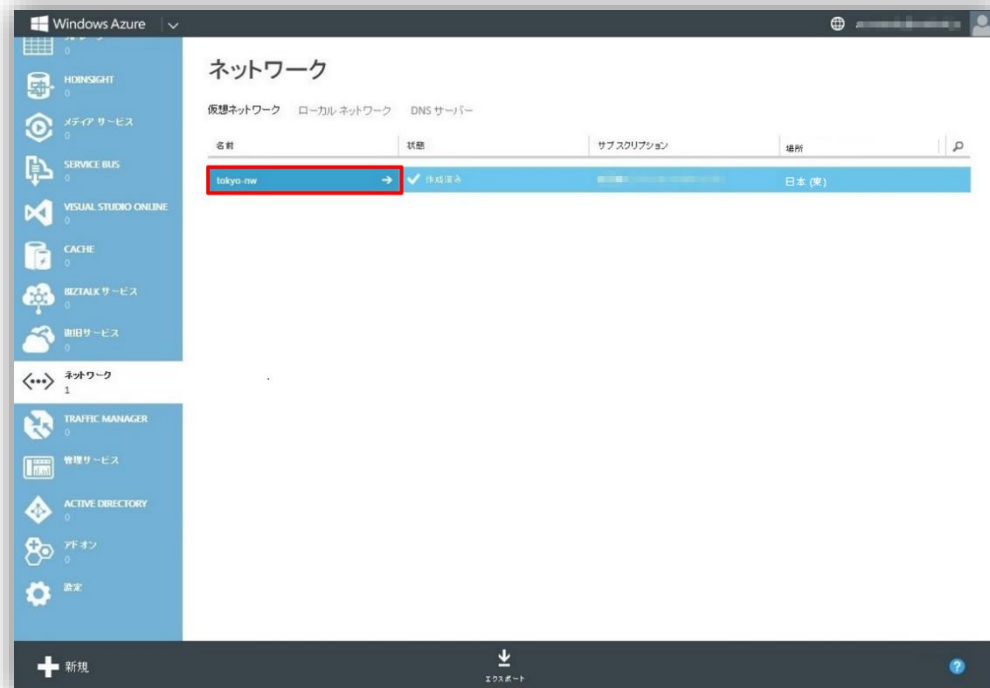 Windows Azure
0
HDINSIGHT
0
メディア サービス
0
SERVICE BUS
0
VISUAL STUDIO ONLINE
0
CACHE
0
BIZTALK サービス
0
復旧サービス
0
ネットワーク
1
TRAFFIC MANAGER
0
管理サービス
0
ACTIVE DIRECTORY
0
アドオン
0
設定
ネットワーク
仮想ネットワーク ローカル ネットワーク DNS サーバー
名前 状態 サブスクリプション 場所
tokyo-nw 作成済み 日本 (東)
新規
エクスポート
?